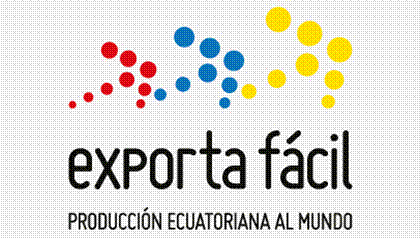 exporta fácil
PRODUCCIÓN ECUATORIANA AL MUNDO